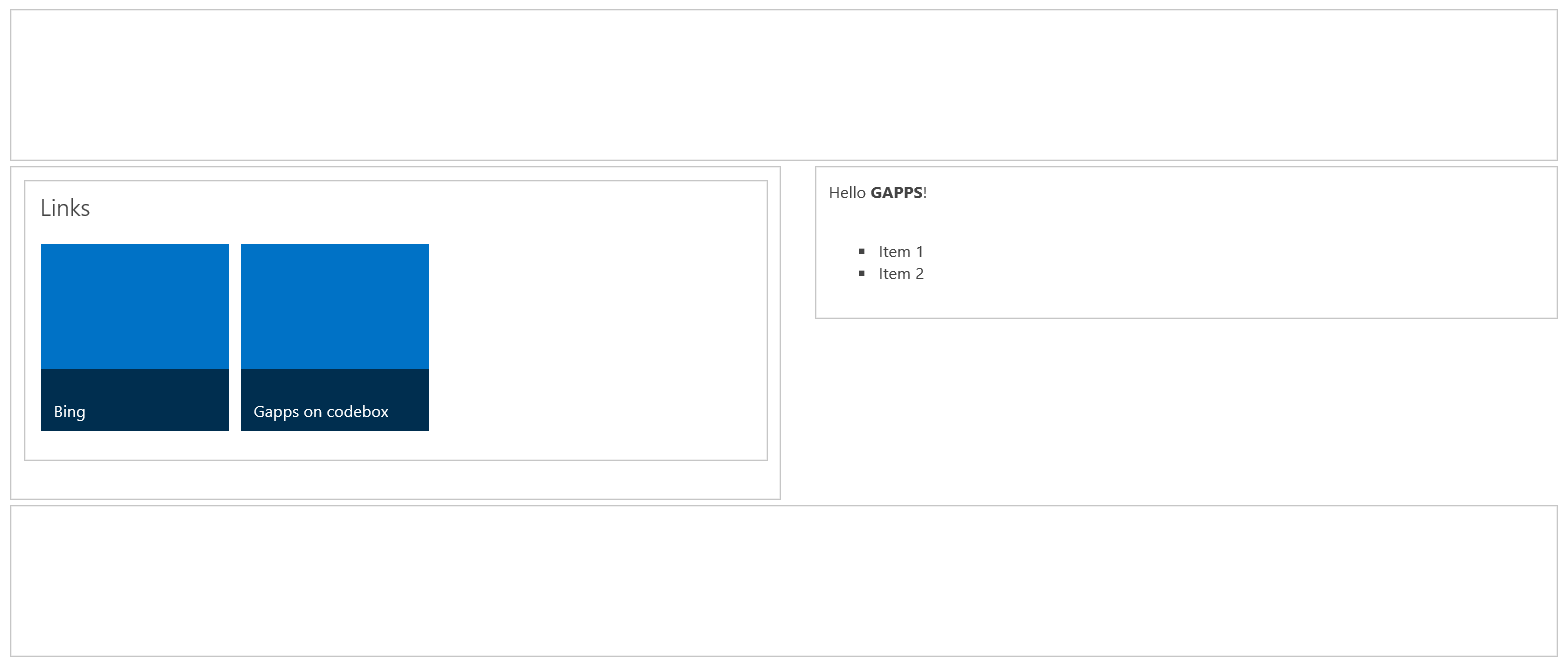 Links
Bing
Gapps on codebox
Hello GAPPS!
Item 1
Item 2